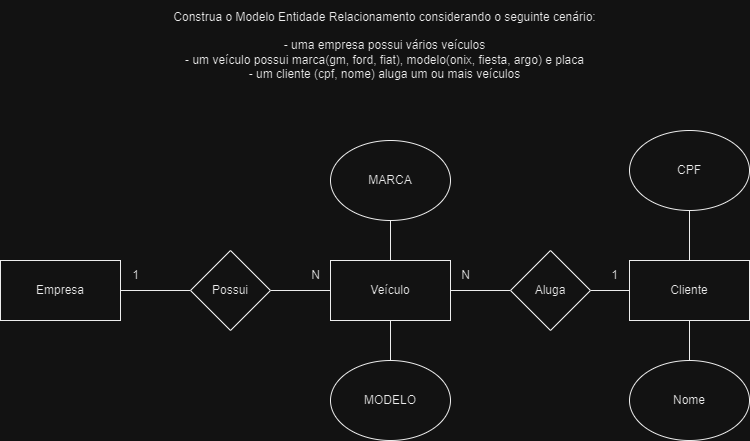 Construa o Modelo Entidade Relacionamento considerando o seguinte cenário:
- uma empresa possui vários veículos
- um veículo possui marca(gm, ford, fiat), modelo(onix, fiesta, argo) e placa
- um cliente (cpf, nome) aluga um ou mais veículos
MARCA
CPF
Empresa
1
Possui
N
Veículo
N
Aluga
1
Cliente
MODELO
Nome